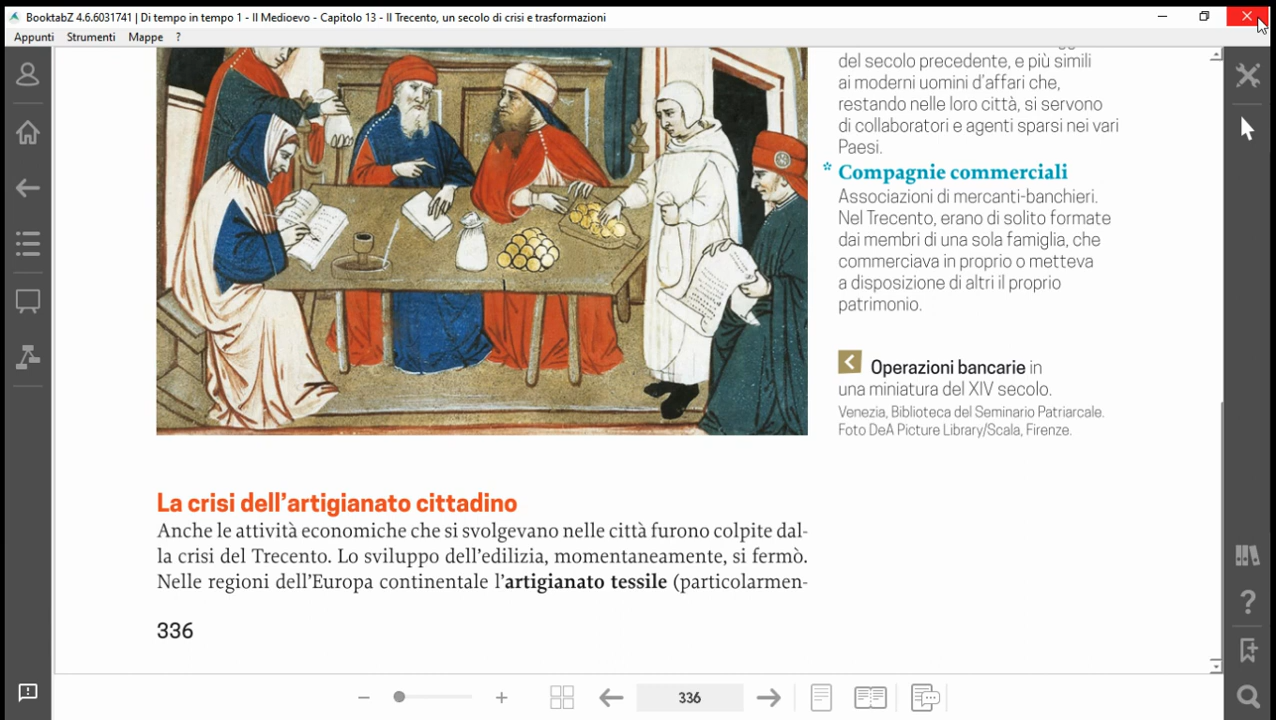 BooktabZ 4.6.6031741 | Di tempo in tempo 1 - Il Medioevo - Capitolo 13 - Il Trecento, un secolo di crisi e trasformazioni
Appunti Strumenti Mappe ?
del secolo precedente, e più simili
ai moderni uomini d'affari che,
restando nelle loro città, si servono
di collaboratori e agenti sparsi nei vari
Paesi.
* Compagnie commerciali
Associazioni di mercanti-banchieri.
Nel Trecento, erano di solito formate
dai membri di una sola famiglia, che
commerciava in proprio o metteva
a disposizione di altri il proprio
patrimonio.
Operazioni bancarie in
una miniatura del XIV secolo.
Venezia, Biblioteca del Seminario Patriarcale.
Foto DeA Picture Library/Scala, Firenze.
La crisi dell'artigianato cittadino
Anche le attività economiche che si svolgevano nelle città furono colpite dal-
la crisi del Trecento. Lo sviluppo dell'edilizia, momentaneamente, si fermò.
Nelle regioni dell'Europa continentale l'artigianato tessile (particolarmen-
336
336